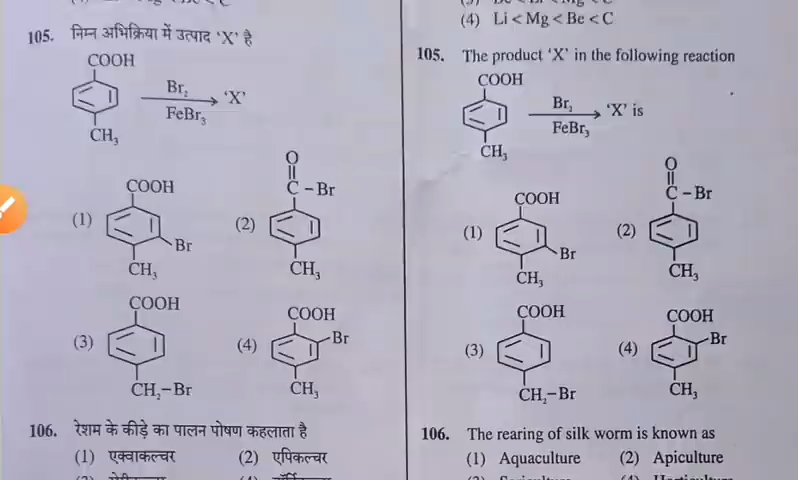 105. निम्न अभिक्रिया में उत्पाद ‘X’ है
COOH
Br₂
FeBr₃
‘X’
CH₃
(1)
COOH
Br
CH₃
(2)
O
C – Br
CH₃
(3)
COOH
CH₂–Br
(4)
COOH
Br
CH₃
106. रेशम के कीड़े का पालन पोषण कहलाता है
(1) एक्वाकल्चर (2) एपिकल्चर
(4) Li < Mg < Be < C
105. The product ‘X’ in the following reaction
COOH
Br₂
FeBr₃
‘X’ is
CH₃
(1)
COOH
Br
CH₃
(2)
O
C – Br
CH₃
(3)
COOH
CH₂–Br
(4)
COOH
Br
CH₃
106. The rearing of silk worm is known as
(1) Aquaculture (2) Apiculture